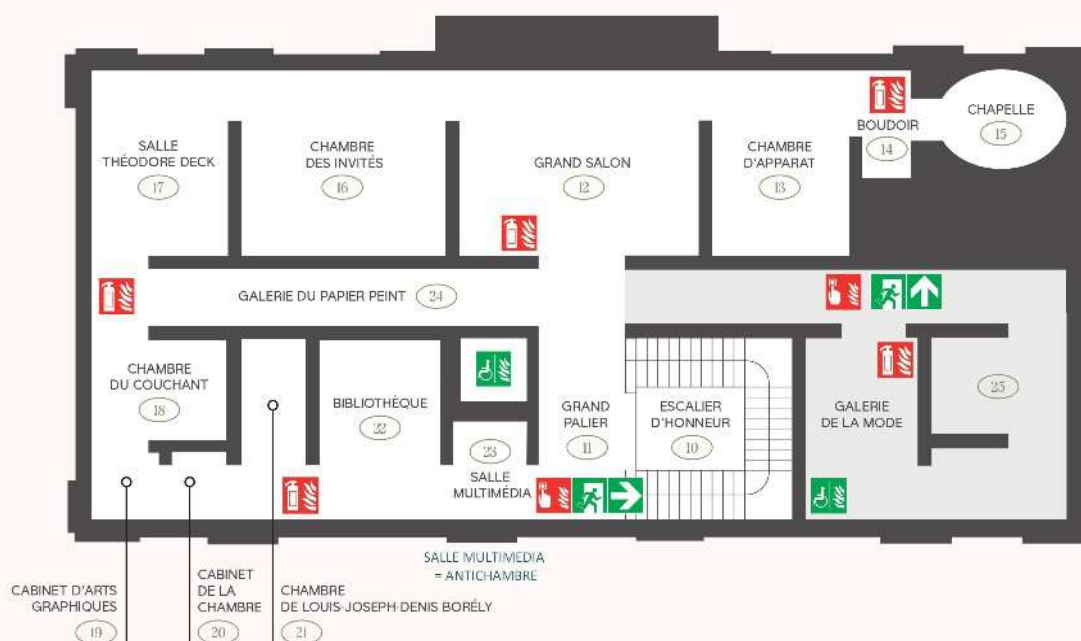 SALLE
THÉODORE DECK
17
CHAMBRE
DES INVITÉS
16
GRAND SALON
12
CHAMBRE
D'APPARAT
13
BOUDOIR
14
CHAPELLE
15
GALERIE DU PAPIER PEINT 24
CHAMBRE
DU COUCHANT
18
BIBLIOTHÈQUE
22
23
SALLE
MULTIMÉDIA
GRAND
PALIER
11
ESCALIER
D'HONNEUR
10
GALERIE
DE LA MODE
25
SALLE MULTIMEDIA
= ANTICHAMBRE
CABINET D'ARTS
GRAPHIQUES
19
CABINET
DE LA
CHAMBRE
20
CHAMBRE
DE LOUIS-JOSEPH-DENIS BORÉLY
21